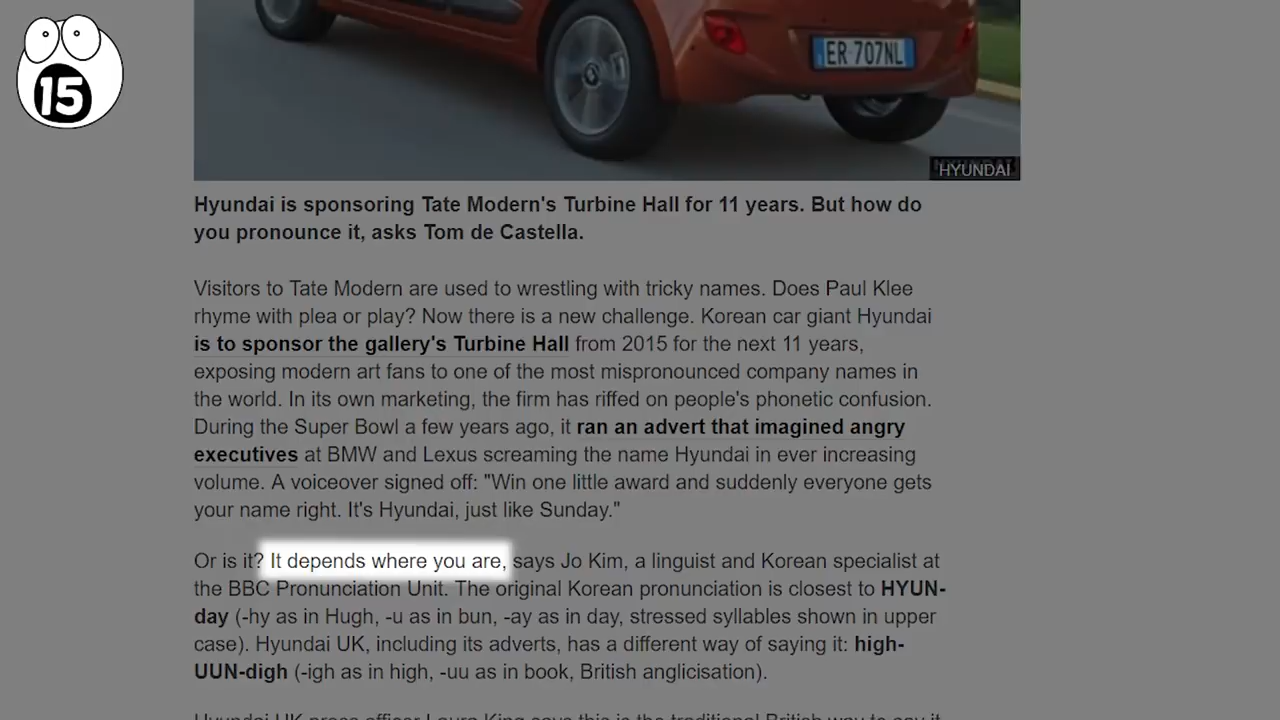 15
ER 707NL
HYUNDAI
Hyundai is sponsoring Tate Modern's Turbine Hall for 11 years. But how do
you pronounce it, asks Tom de Castella.
Visitors to Tate Modern are used to wrestling with tricky names. Does Paul Klee
rhyme with plea or play? Now there is a new challenge. Korean car giant Hyundai
is to sponsor the gallery's Turbine Hall from 2015 for the next 11 years,
exposing modern art fans to one of the most mispronounced company names in
the world. In its own marketing, the firm has riffed on people's phonetic confusion.
During the Super Bowl a few years ago, it ran an advert that imagined angry
executives at BMW and Lexus screaming the name Hyundai in ever increasing
volume. A voiceover signed off: "Win one little award and suddenly everyone gets
your name right. It's Hyundai, just like Sunday."
Or is it? It depends where you are, says Jo Kim, a linguist and Korean specialist at
the BBC Pronunciation Unit. The original Korean pronunciation is closest to HYUN-
day (-hy as in Hugh, -u as in bun, -ay as in day, stressed syllables shown in upper
case). Hyundai UK, including its adverts, has a different way of saying it: high-
UUN-digh (-igh as in high, -uu as in book, British anglicisation).
Hyundai UK press officer Laura King says this is the traditional British way to say it